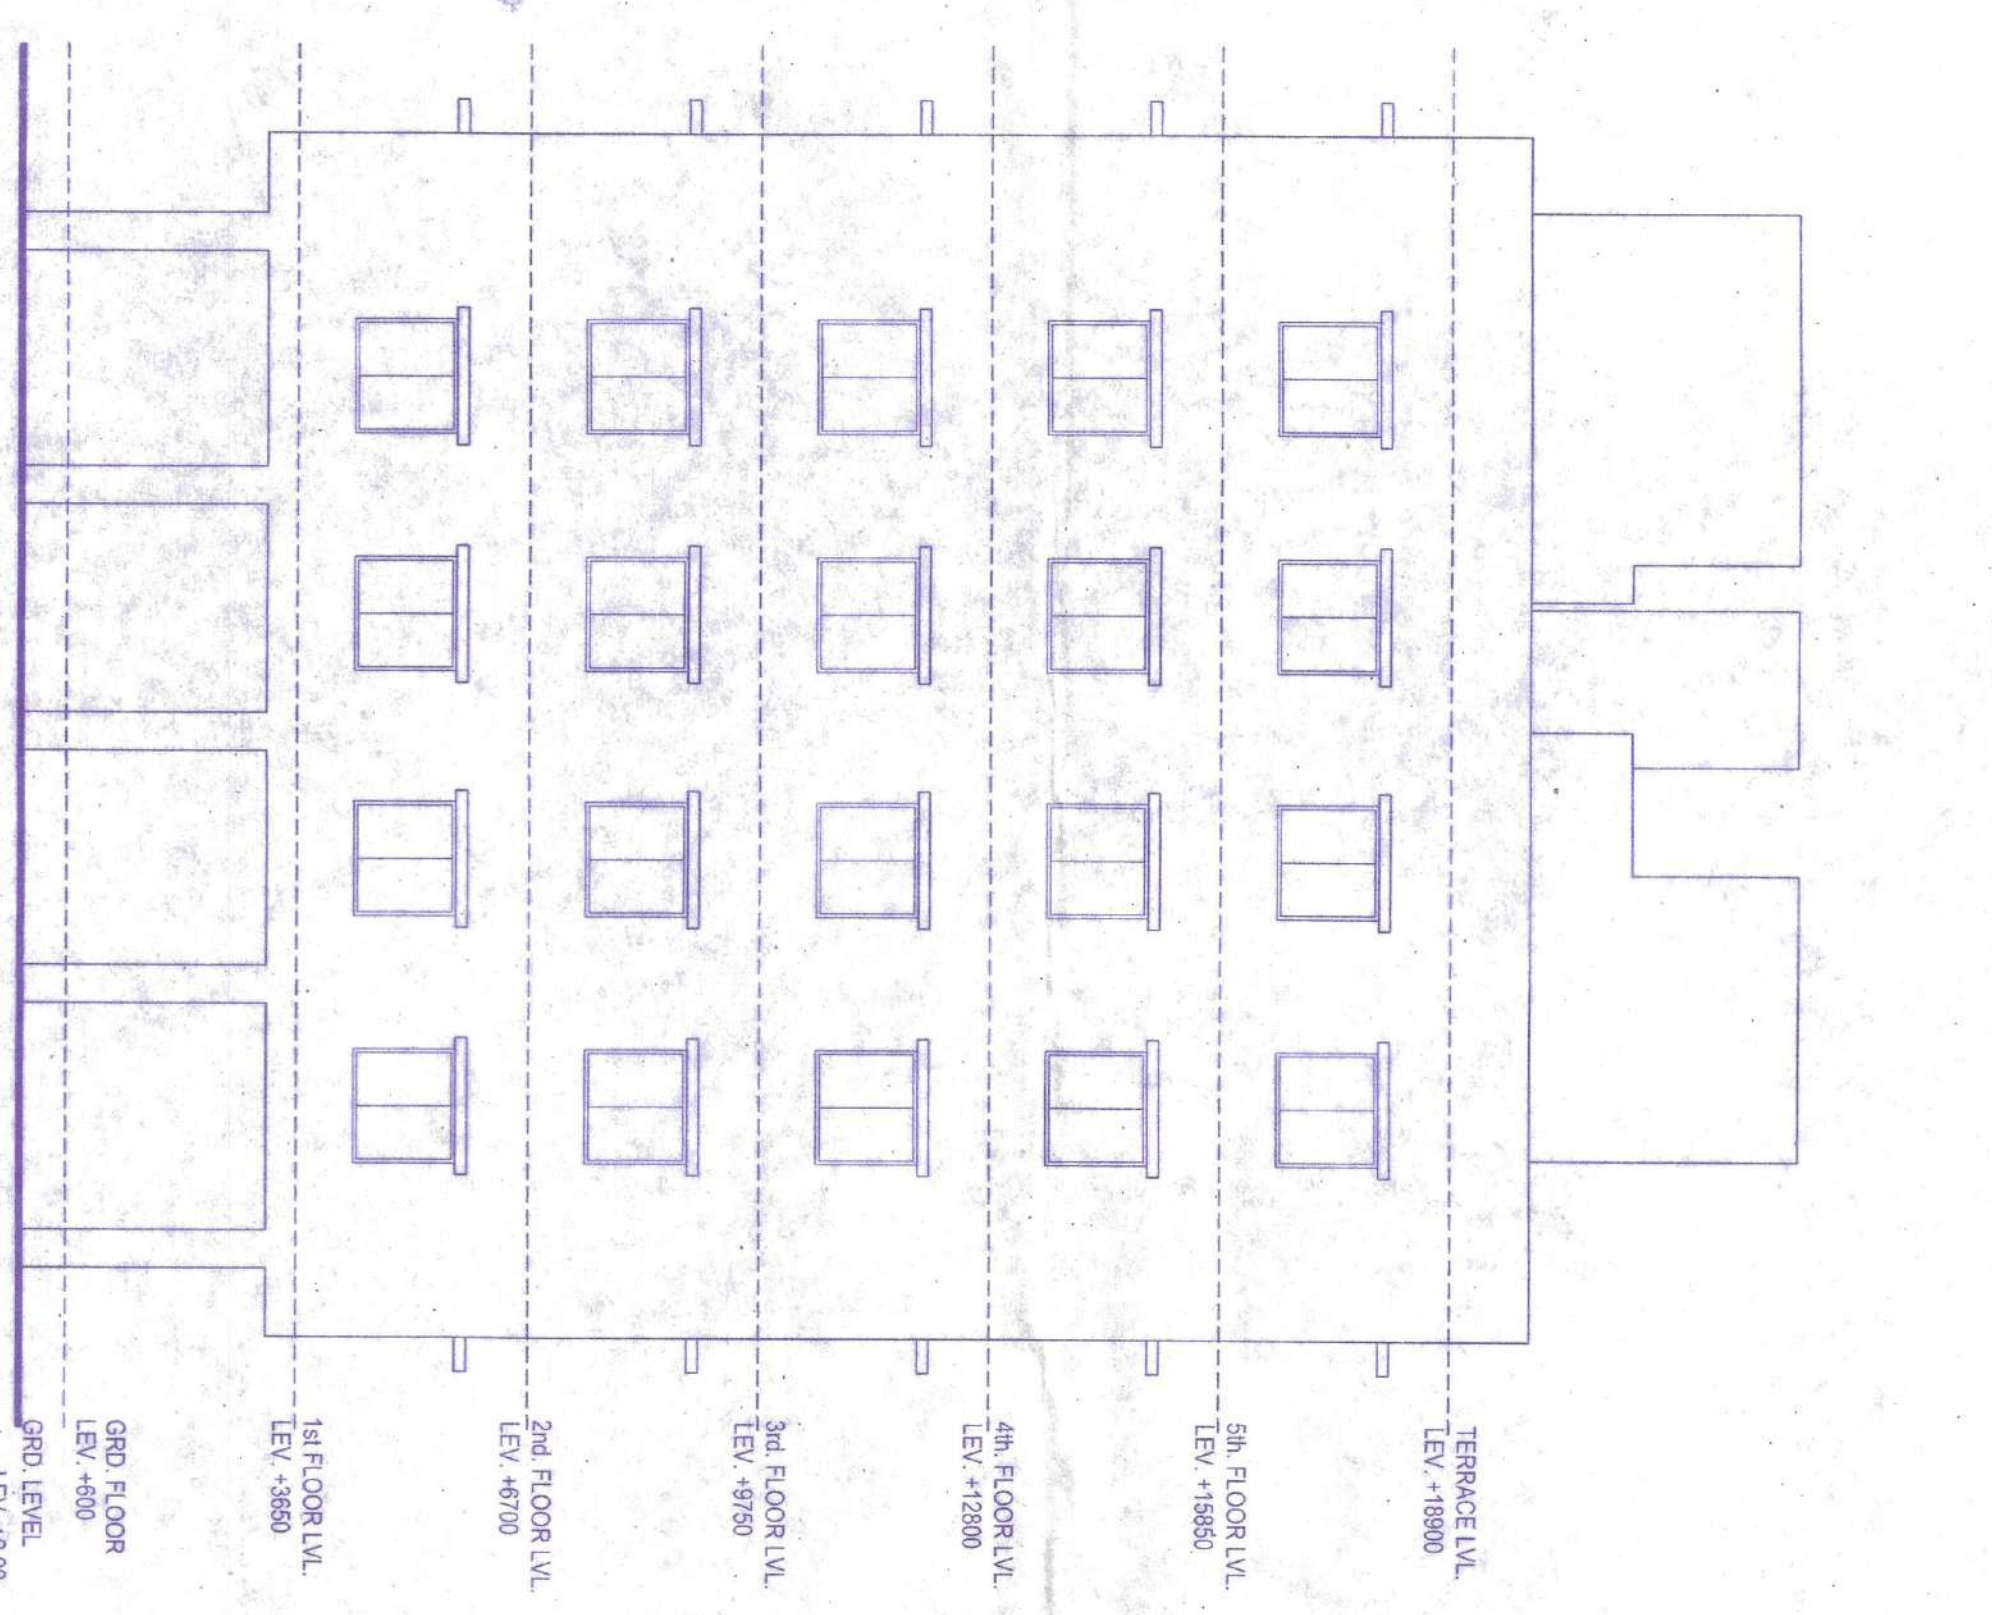 TERRACE LVL.
LEV. +18900
5th. FLOOR LVL.
LEV. +15850
4th. FLOOR LVL.
LEV. +12800
3rd. FLOOR LVL.
LEV. +9750
2nd. FLOOR LVL.
LEV. +6700
1st FLOOR LVL.
LEV. +3650
GRD. FLOOR
LEV. +600
GRD. LEVEL